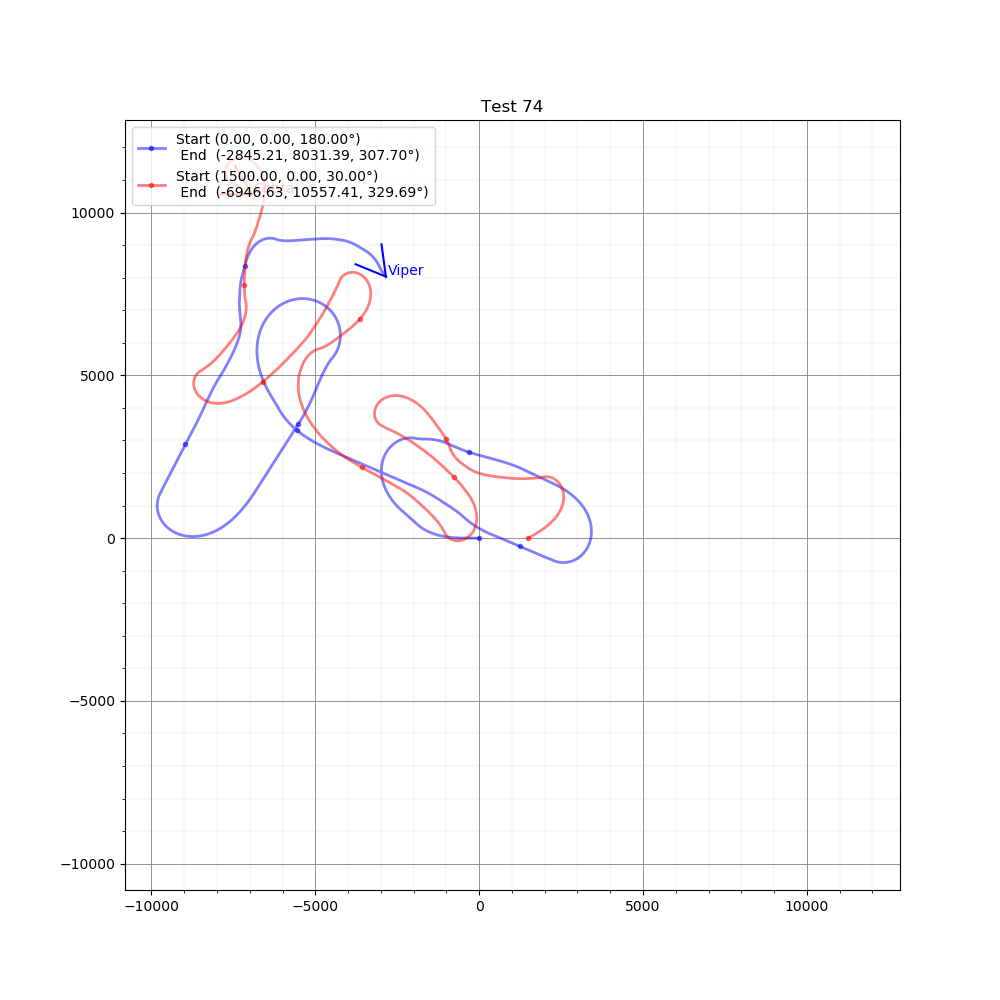 Test 74
Start (0.00, 0.00, 180.00°)
End (-2845.21, 8031.39, 307.70°)
Start (1500.00, 0.00, 30.00°)
End (-6946.63, 10557.41, 329.69°)
Viper
10000
5000
0
−5000
−10000
−10000 −5000 0 5000 10000